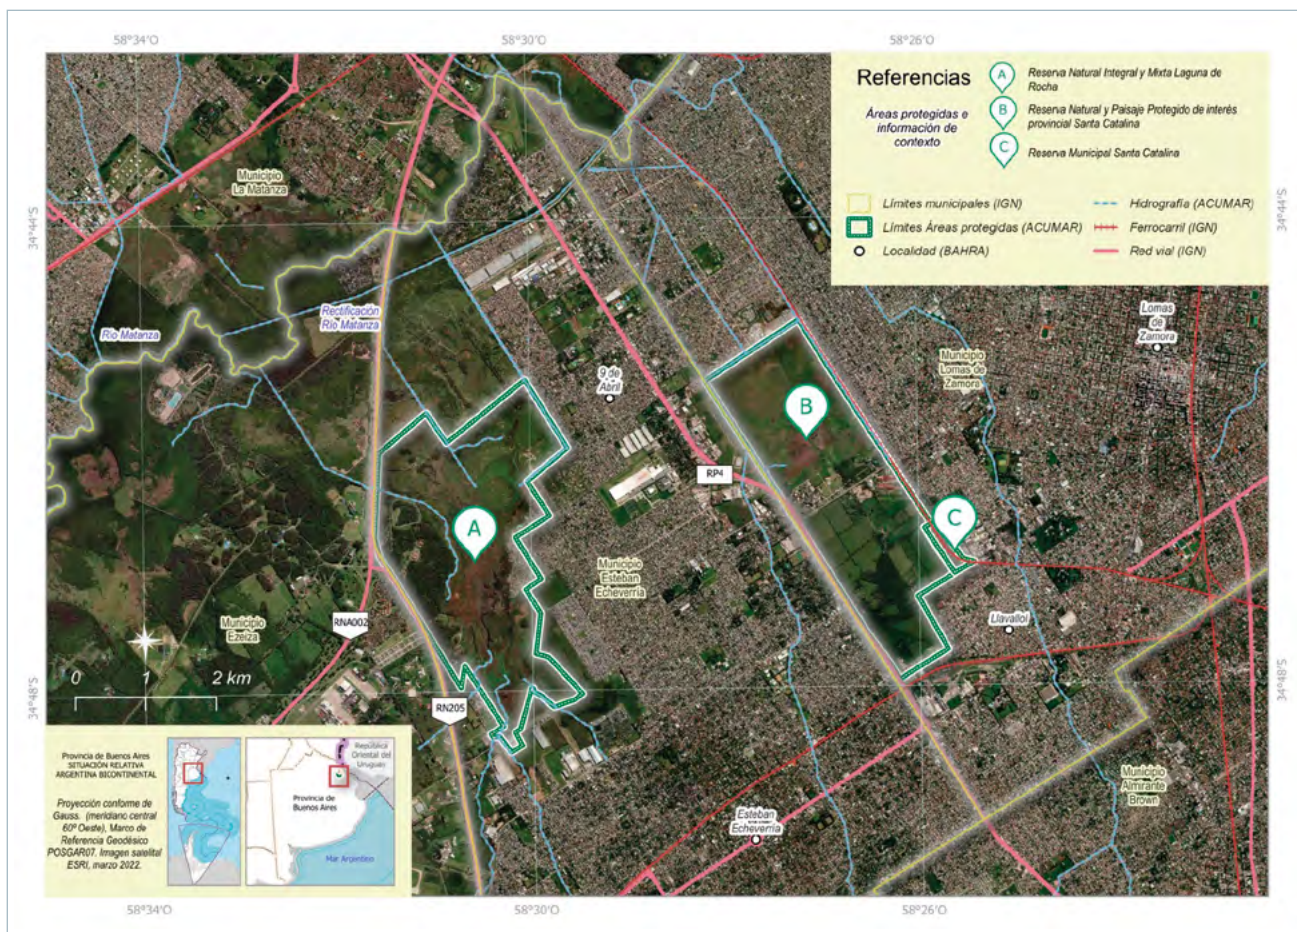 58°34'O
58°30'O
58°26'O
Referencias
Áreas protegidas e
información de
contexto
A
Reserva Natural Integral y Mixta Laguna de
Rocha
B
Reserva Natural y Paisaje Protegido de interés
provincial Santa Catalina
C
Reserva Municipal Santa Catalina
Límites municipales (IGN)
Límites Áreas protegidas (ACUMAR)
Localidad (BAHRA)
Hidrografía (ACUMAR)
Ferrocarril (IGN)
Red vial (IGN)
34°44'S
34°44'S
Municipio
La Matanza
Río Matanza
Rectificación
Río Matanza
9 de
Abril
Lomas
de
Zamora
Municipio
Lomas de
Zamora
B
RP4
A
C
Municipio
Esteban
Echeverría
Municipio
Ezeiza
RNA002
Llavallol
0 1 2 km
RN205
34°48'S
34°48'S
Municipio
Almirante
Brown
Esteban
Echeverría
Provincia de Buenos Aires
SITUACIÓN RELATIVA
ARGENTINA BICONTINENTAL
Proyección conforme de
Gauss. (meridiano central
60º Oeste), Marco de
Referencia Geodésico
POSGAR07. Imagen satelital
ESRI, marzo 2022.
República
Oriental del
Uruguay
Provincia de
Buenos Aires
Mar Argentino
58°34'O
58°30'O
58°26'O